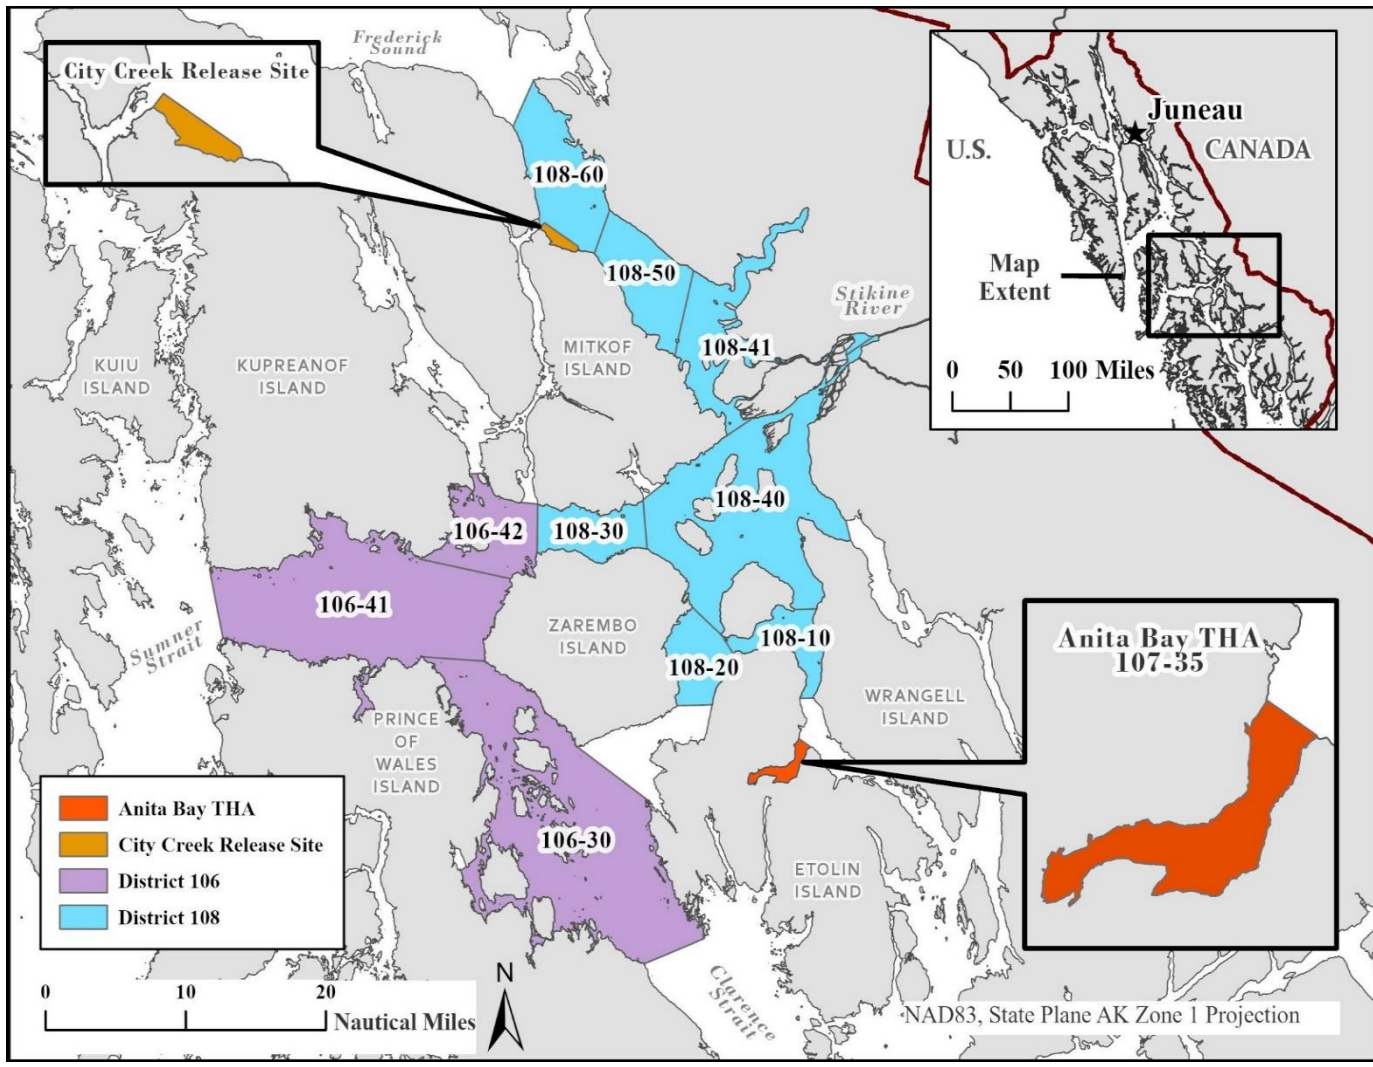 Frederick
Sound
City Creek Release Site
Juneau
U.S.
CANADA
Map
Extent
0 50 100 Miles
108-60
108-50
108-41
Stikine
River
KUIU
ISLAND
KUPREANOF
ISLAND
MITKOF
ISLAND
108-40
106-42
108-30
106-41
Sumner
Strait
ZAREMBO
ISLAND
108-10
108-20
WRANGELL
ISLAND
Anita Bay THA
107-35
PRINCE
OF
WALES
ISLAND
106-30
ETOLIN
ISLAND
Anita Bay THA
City Creek Release Site
District 106
District 108
Clarence
Strait
N
0 10 20
Nautical Miles
NAD83, State Plane AK Zone 1 Projection